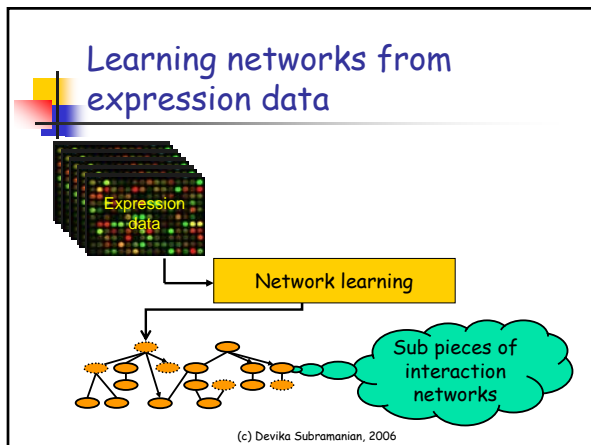 Learning networks from
expression data
Expression
data
Network learning
Sub pieces of
interaction
networks
(c) Devika Subramanian, 2006